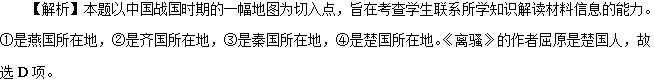 【解析】本题以中国战国时期的一幅地图为切入点，旨在考查学生联系所学知识解读材料信息的能力。
①是燕国所在地，②是齐国所在地，③是秦国所在地，④是楚国所在地。《离骚》的作者屈原是楚国人，故
选 D 项。